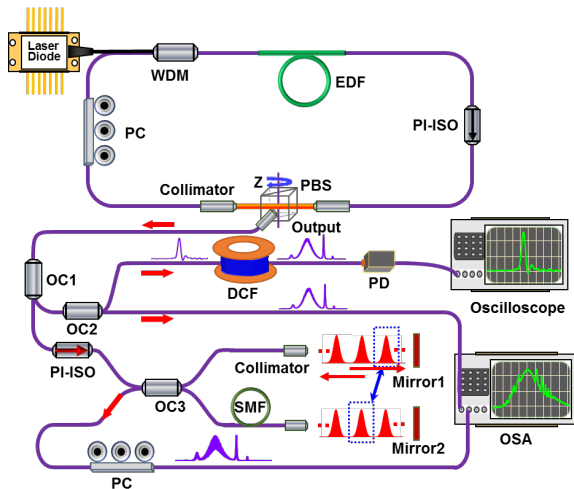 Laser
Diode
WDM
EDF
PC
PI-ISO
Collimator
Z
PBS
Output
OC1
DCF
PD
Oscilloscope
OC2
PI-ISO
Collimator
Mirror1
OC3
SMF
Mirror2
OSA
PC